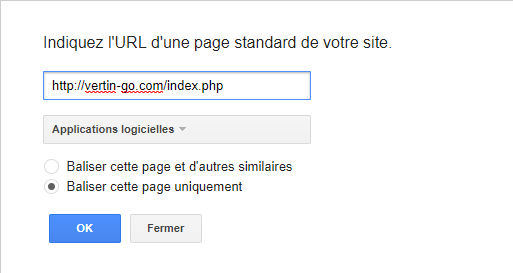 Indiquez l'URL d'une page standard de votre site.
http://vertin-go.com/index.php
Applications logicielles
Baliser cette page et d'autres similaires
Baliser cette page uniquement
OK Fermer